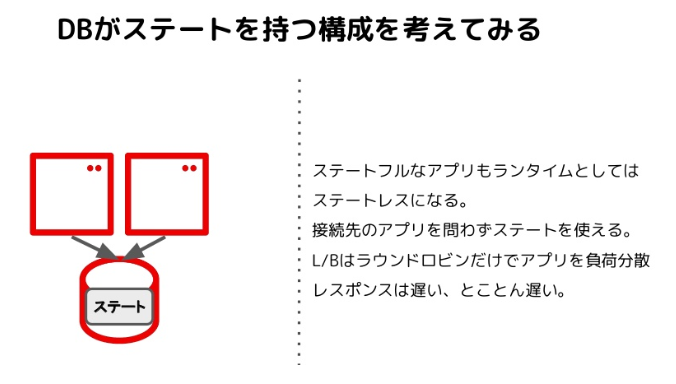 DBがステートを持つ構成を考えてみる
ステートフルなアプリもランタイムとしては
ステートレスになる。
接続先のアプリを問わずステートを使える。
L/Bはラウンドロビンだけでアプリを負荷分散
レスポンスは遅い、とことん遅い。
ステート